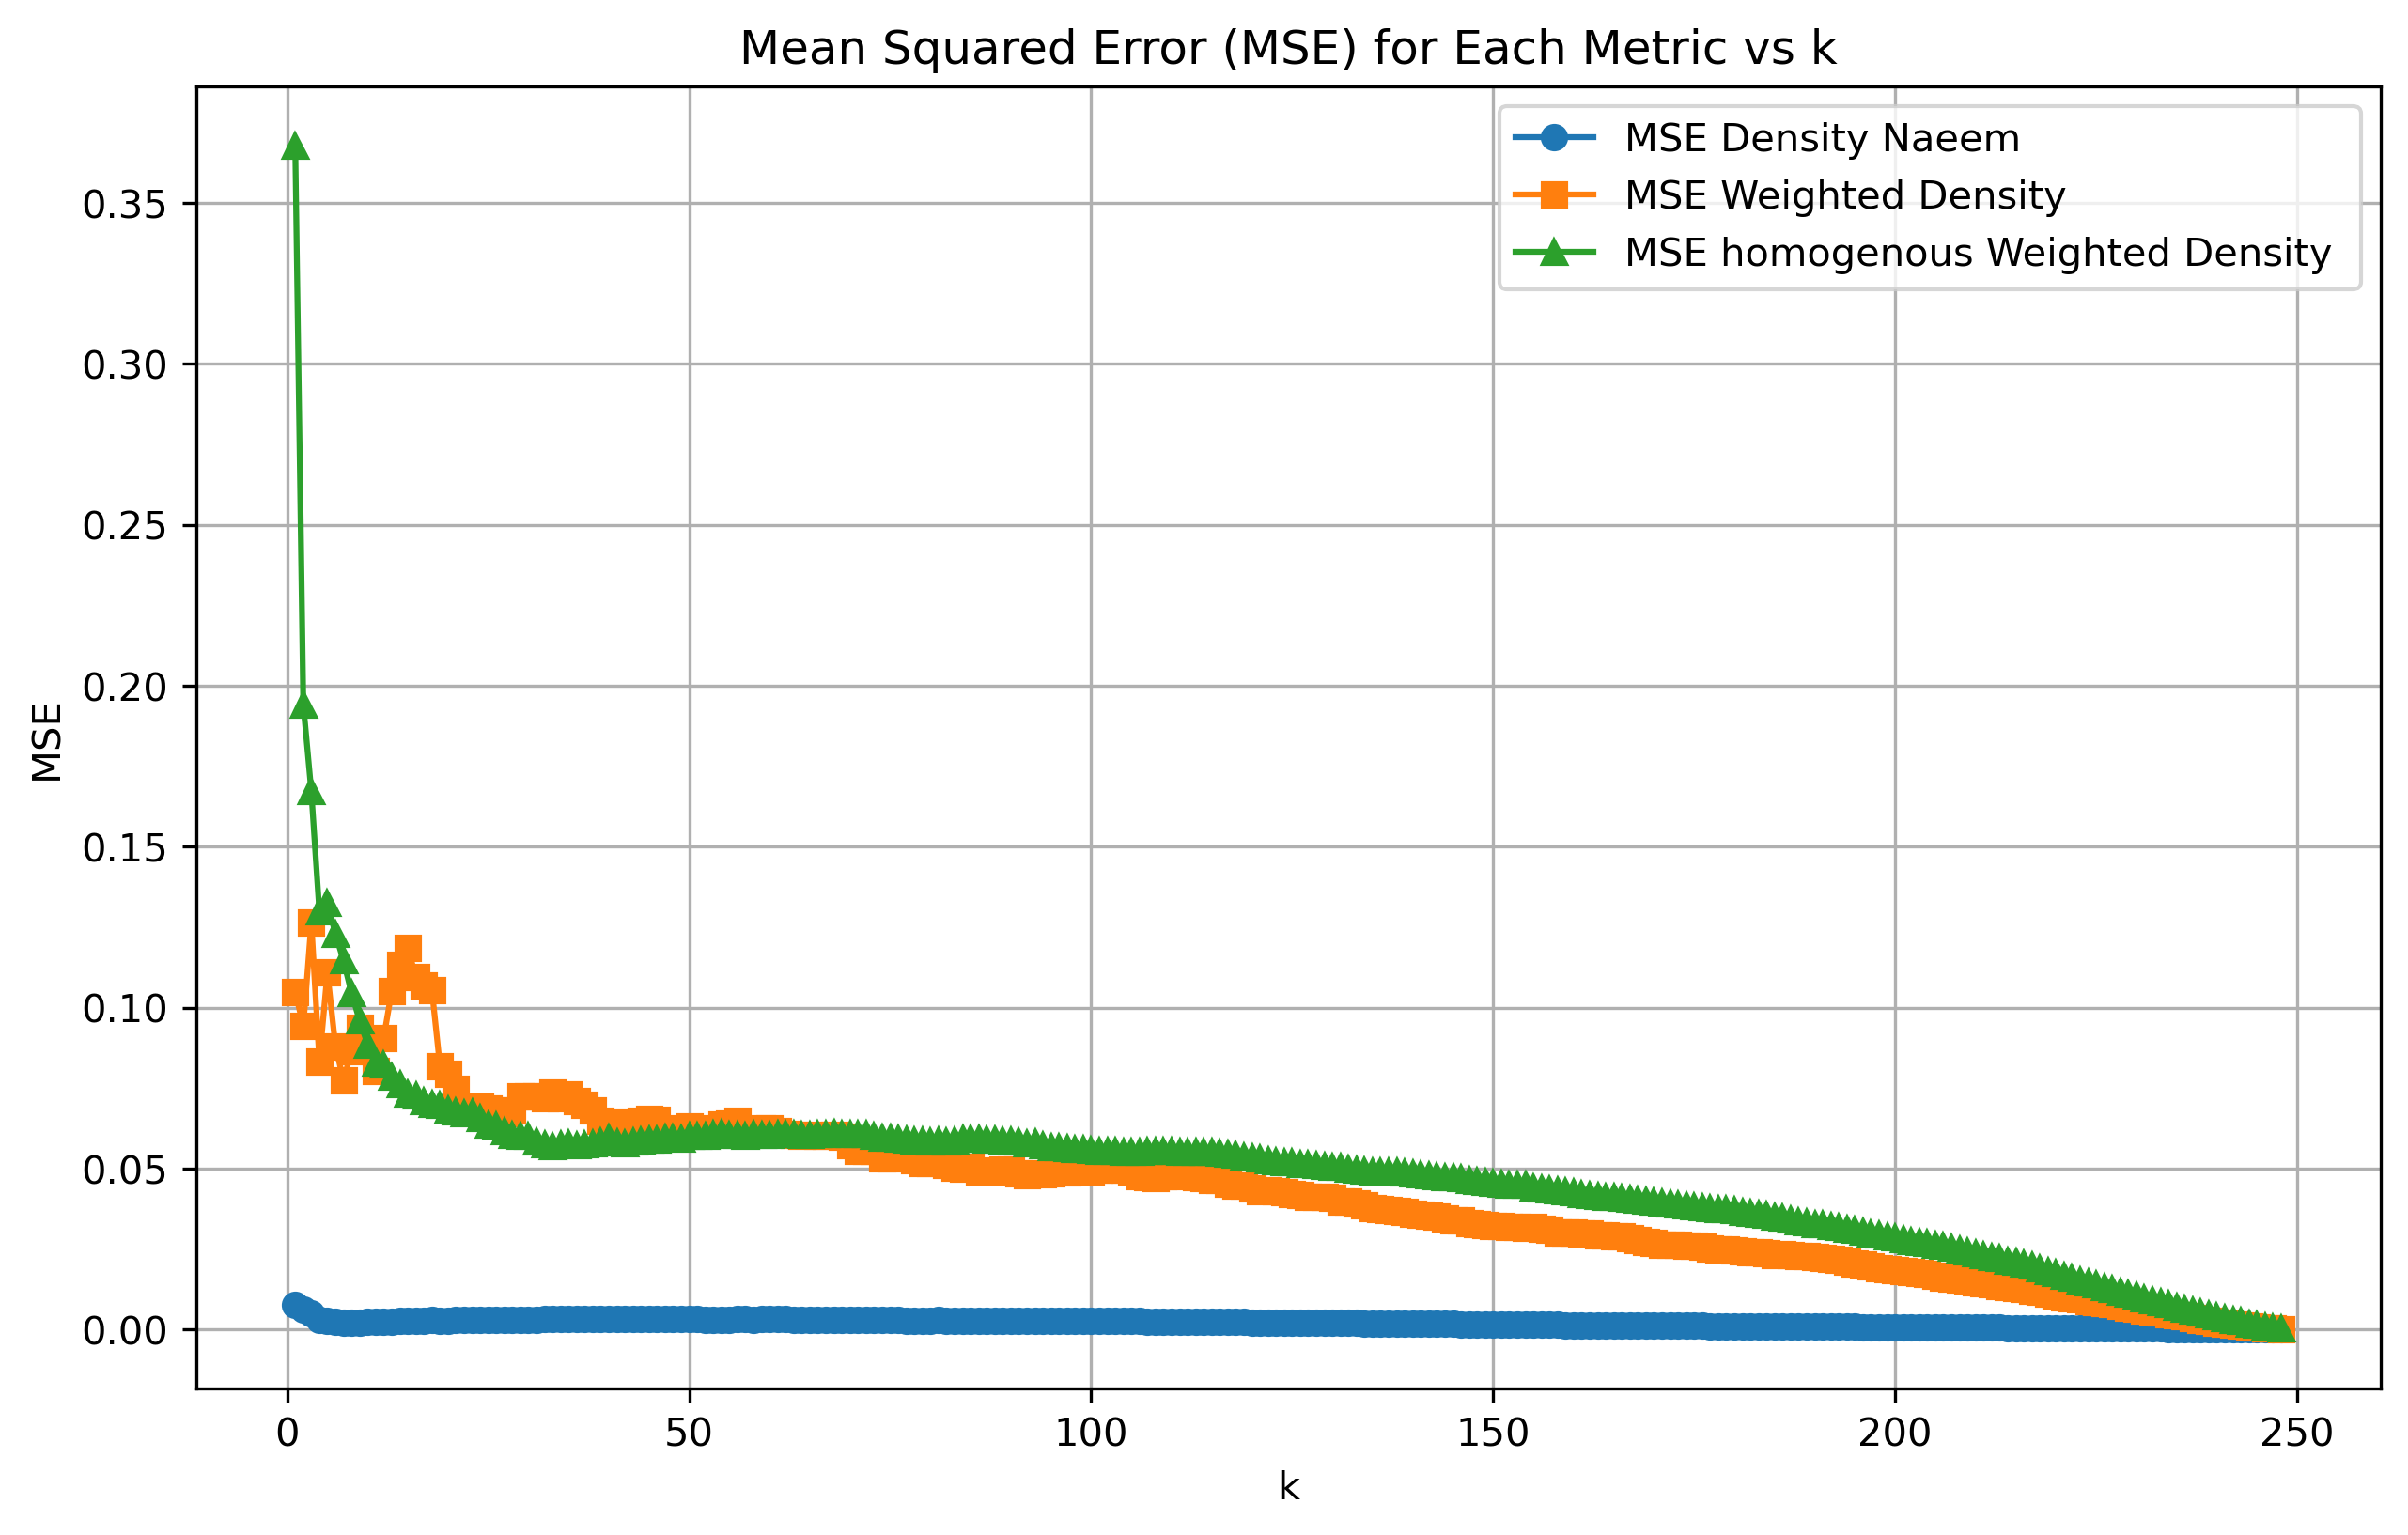 Mean Squared Error (MSE) for Each Metric vs k
MSE Density Naeem
MSE Weighted Density
MSE homogenous Weighted Density
MSE
0.35
0.30
0.25
0.20
0.15
0.10
0.05
0.00
0 50 100 150 200 250
k